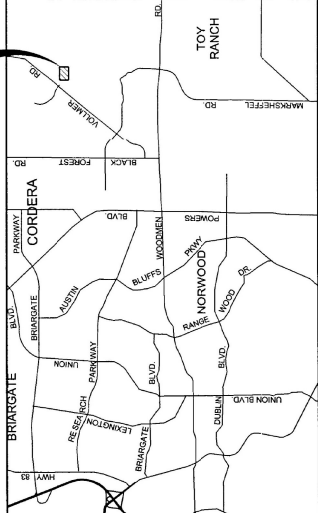 RD.
TOY
RANCH
RD
VOLLMER
RD.
MARKSHEFFEL
RD.
FOREST
BLACK
PARKWAY
CORDERA
BLVD.
POWERS
WOODMEN
BLVD.
BRIARGATE
AUSTIN
BLUFFS
PKWY
NORWOOD
DR.
WOOD
RANGE
BRIARGATE
UNION
PARKWAY
BLVD.
BLVD.
DUBLIN
UNION BLVD.
RESEARCH
LEXINGTON
BRIARGATE
HWY
83